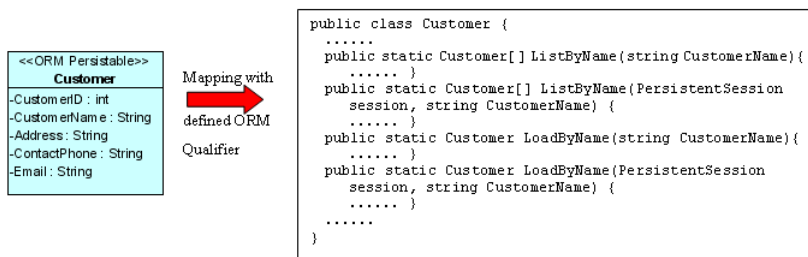 <<ORM Persistable>>
Customer
-CustomerID : int
-CustomerName : String
-Address : String
-ContactPhone : String
-Email : String
Mapping with
defined ORM
Qualifier
public class Customer {
......
public static Customer[] ListByName(string CustomerName){
...... }
public static Customer[] ListByName(PersistentSession
session, string CustomerName) {
...... }
public static Customer LoadByName(string CustomerName){
...... }
public static Customer LoadByName(PersistentSession
session, string CustomerName) {
...... }
......
}